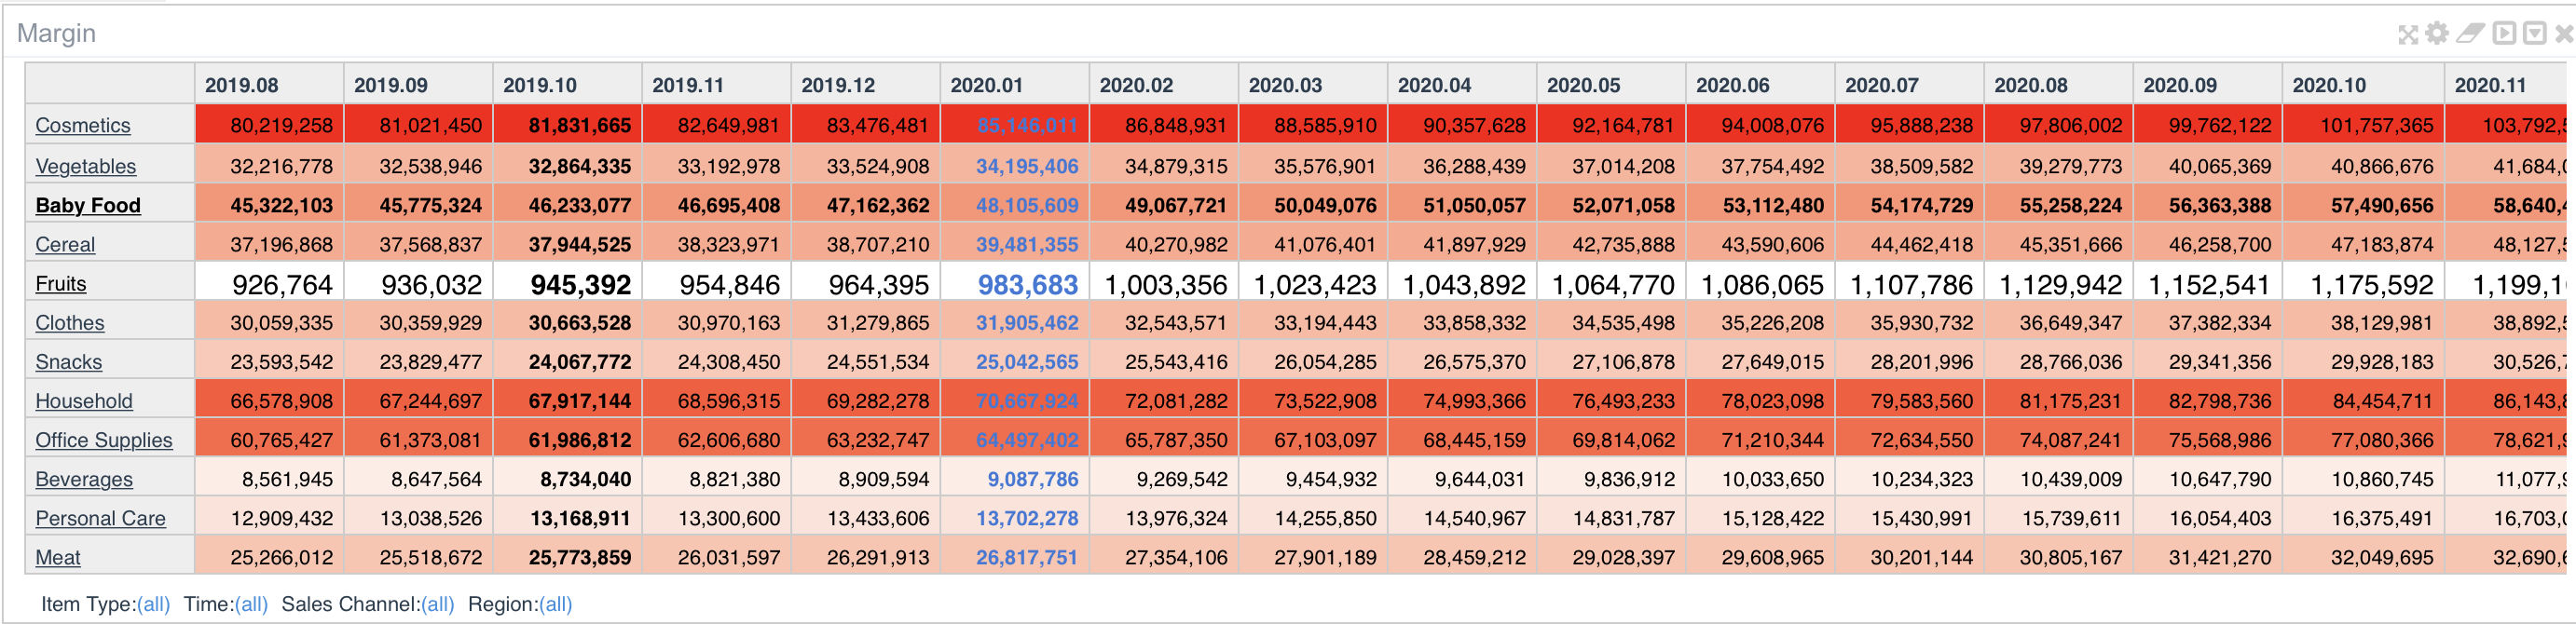 Margin
2019.08 2019.09 2019.10 2019.11 2019.12 2020.01 2020.02 2020.03 2020.04 2020.05 2020.06 2020.07 2020.08 2020.09 2020.10 2020.11
Cosmetics 80,219,258 81,021,450 81,831,665 82,649,981 83,476,481 85,146,011 86,848,931 88,585,910 90,357,628 92,164,781 94,008,076 95,888,238 97,806,002 99,762,122 101,757,365 103,792,
Vegetables 32,216,778 32,538,946 32,864,335 33,192,978 33,524,908 34,195,406 34,879,315 35,576,901 36,288,439 37,014,208 37,754,492 38,509,582 39,279,773 40,065,369 40,866,676 41,684,
Baby Food 45,322,103 45,775,324 46,233,077 46,695,408 47,162,362 48,105,609 49,067,721 50,049,076 51,050,057 52,071,058 53,112,480 54,174,729 55,258,224 56,363,388 57,490,656 58,640,
Cereal 37,196,868 37,568,837 37,944,525 38,323,971 38,707,210 39,481,355 40,270,982 41,076,401 41,897,929 42,735,888 43,590,606 44,462,418 45,351,666 46,258,700 47,183,874 48,127,
Fruits 926,764 936,032 945,392 954,846 964,395 983,683 1,003,356 1,023,423 1,043,892 1,064,770 1,086,065 1,107,786 1,129,942 1,152,541 1,175,592 1,199,1
Clothes 30,059,335 30,359,929 30,663,528 30,970,163 31,279,865 31,905,462 32,543,571 33,194,443 33,858,332 34,535,498 35,226,208 35,930,732 36,649,347 37,382,334 38,129,981 38,892,
Snacks 23,593,542 23,829,477 24,067,772 24,308,450 24,551,534 25,042,565 25,543,416 26,054,285 26,575,370 27,106,878 27,649,015 28,201,996 28,766,036 29,341,356 29,928,183 30,526,
Household 66,578,908 67,244,697 67,917,144 68,596,315 69,282,278 70,667,924 72,081,282 73,522,908 74,993,366 76,493,233 78,023,098 79,583,560 81,175,231 82,798,736 84,454,711 86,143,
Office Supplies 60,765,427 61,373,081 61,986,812 62,606,680 63,232,747 64,497,402 65,787,350 67,103,097 68,445,159 69,814,062 71,210,344 72,634,550 74,087,241 75,568,986 77,080,366 78,621,
Beverages 8,561,945 8,647,564 8,734,040 8,821,380 8,909,594 9,087,786 9,269,542 9,454,932 9,644,031 9,836,912 10,033,650 10,234,323 10,439,009 10,647,790 10,860,745 11,077,
Personal Care 12,909,432 13,038,526 13,168,911 13,300,600 13,433,606 13,702,278 13,976,324 14,255,850 14,540,967 14,831,787 15,128,422 15,430,991 15,739,611 16,054,403 16,375,491 16,703,
Meat 25,266,012 25,518,672 25,773,859 26,031,597 26,291,913 26,817,751 27,354,106 27,901,189 28,459,212 29,028,397 29,608,965 30,201,144 30,805,167 31,421,270 32,049,695 32,690,
Item Type:(all) Time:(all) Sales Channel:(all) Region:(all)